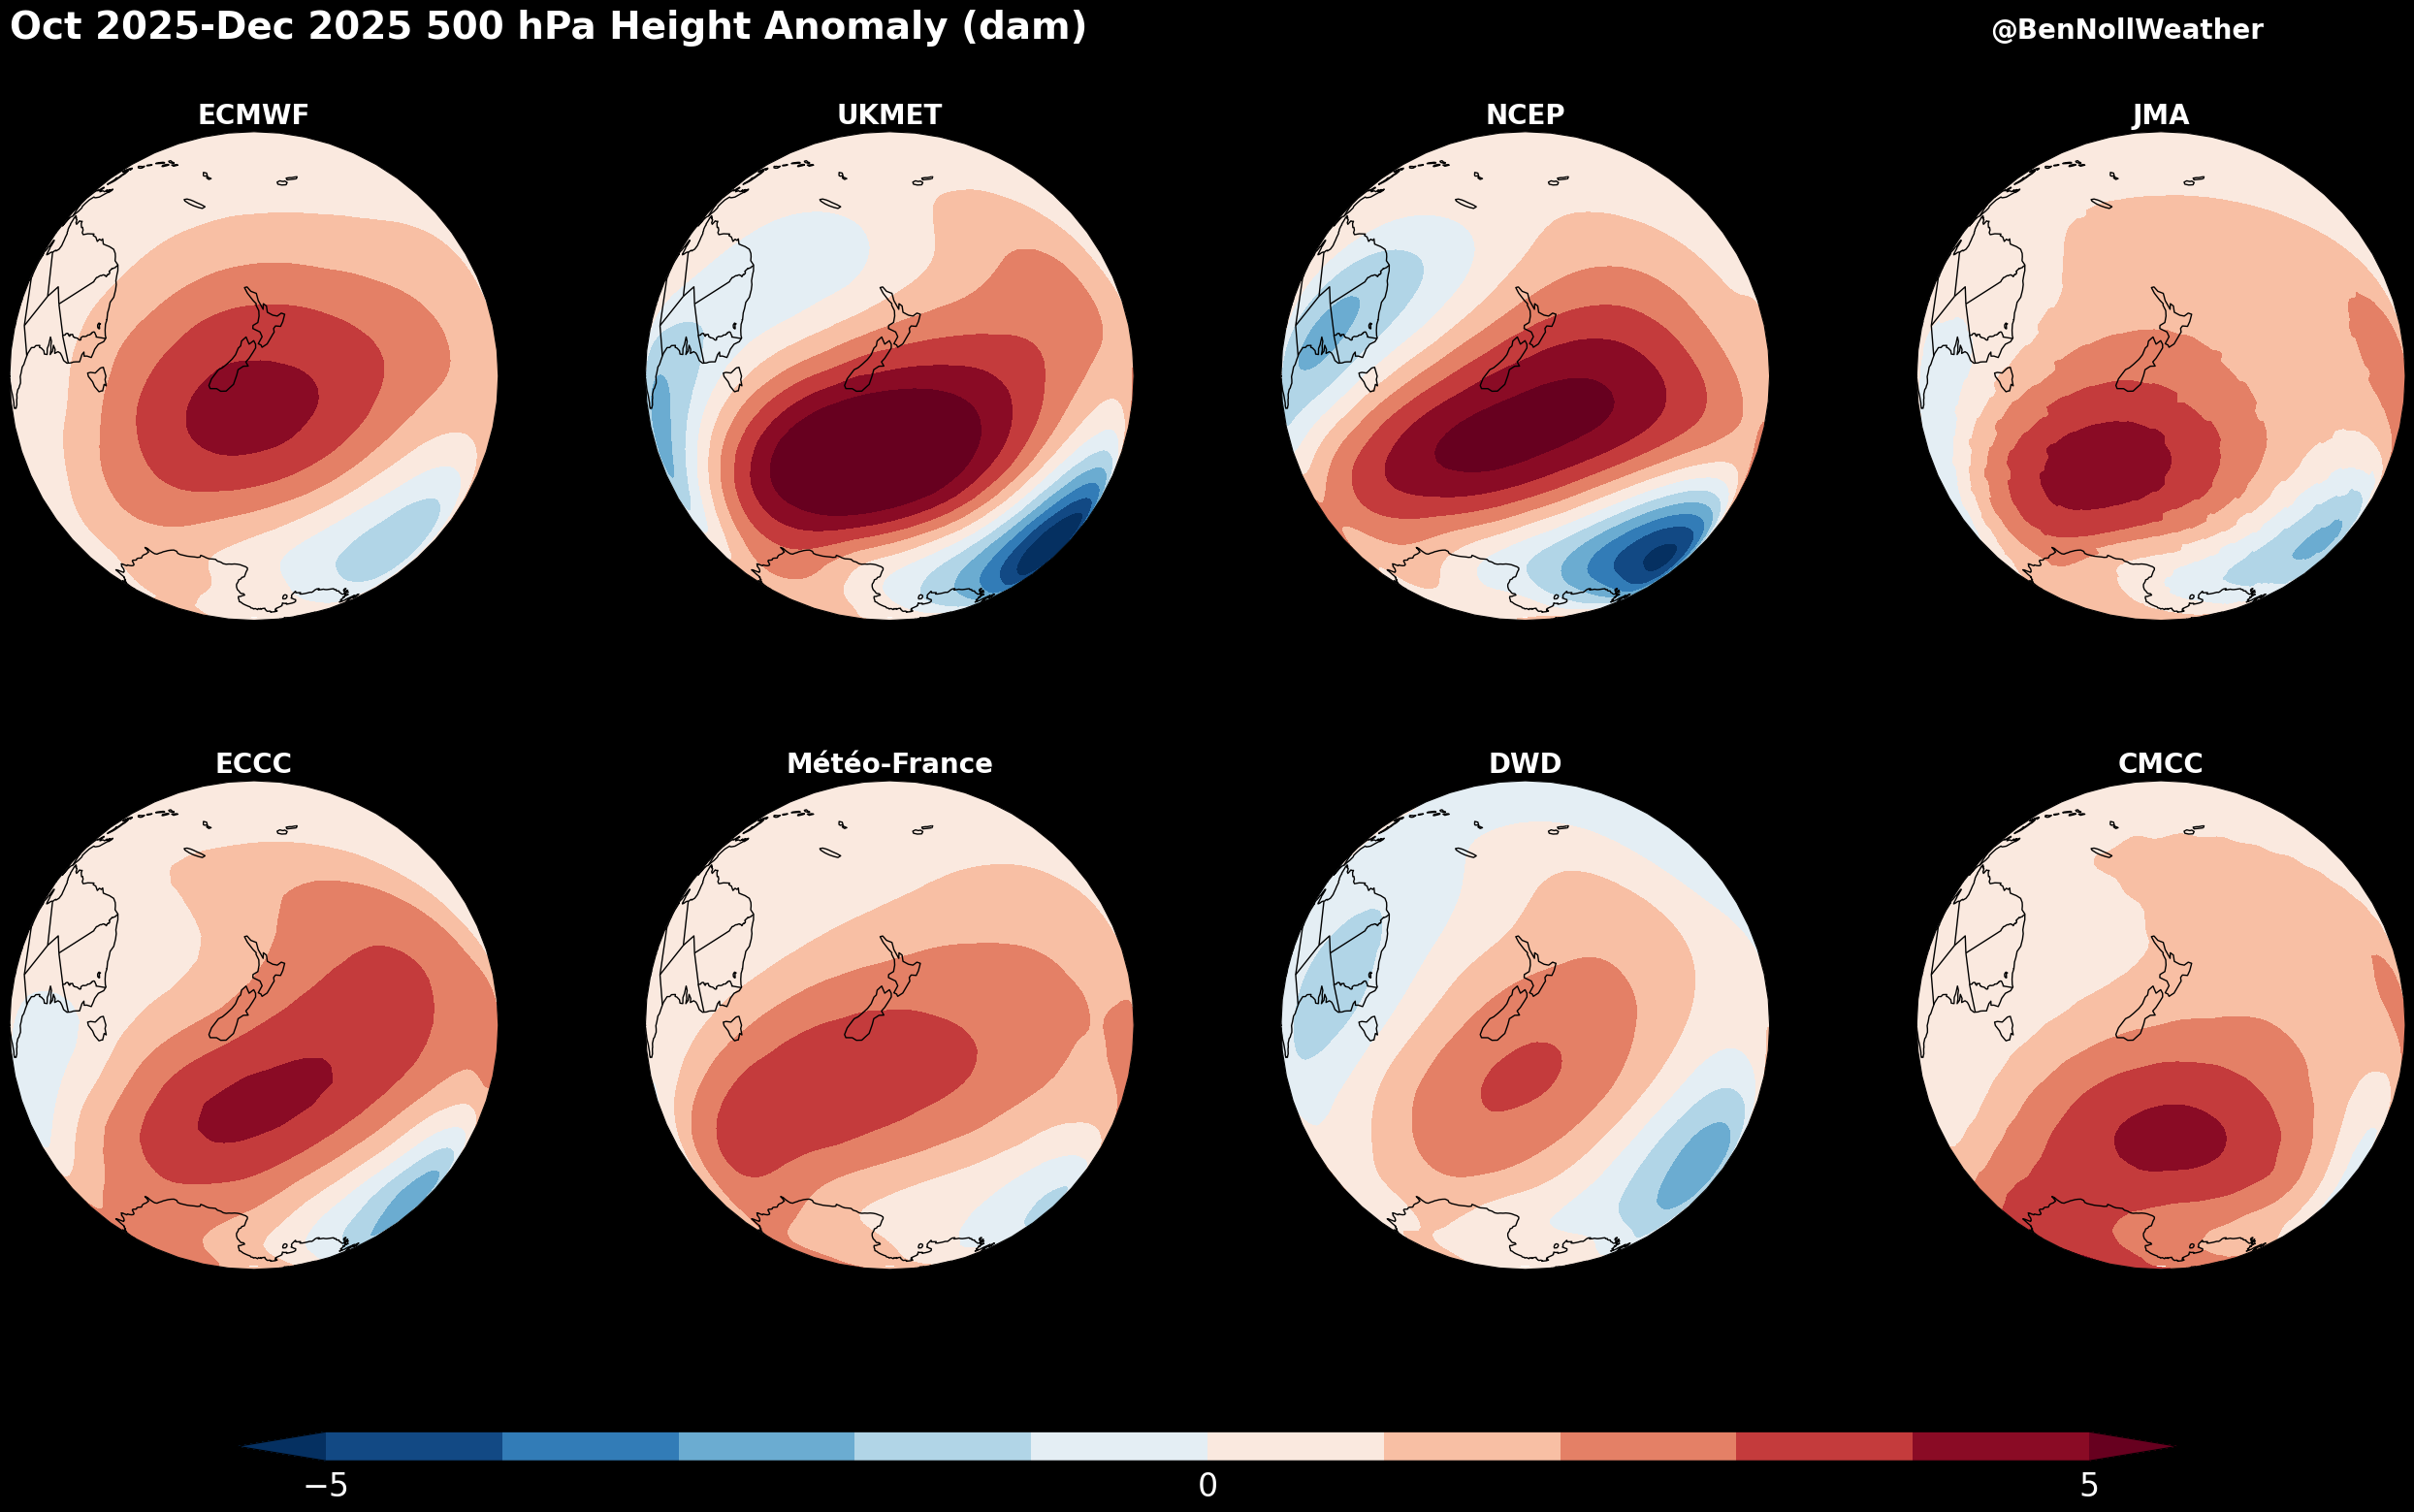 Oct 2025-Dec 2025 500 hPa Height Anomaly (dam)
@BenNollWeather
ECMWF
UKMET
NCEP
JMA
ECCC
Météo-France
DWD
CMCC
−5
0
5